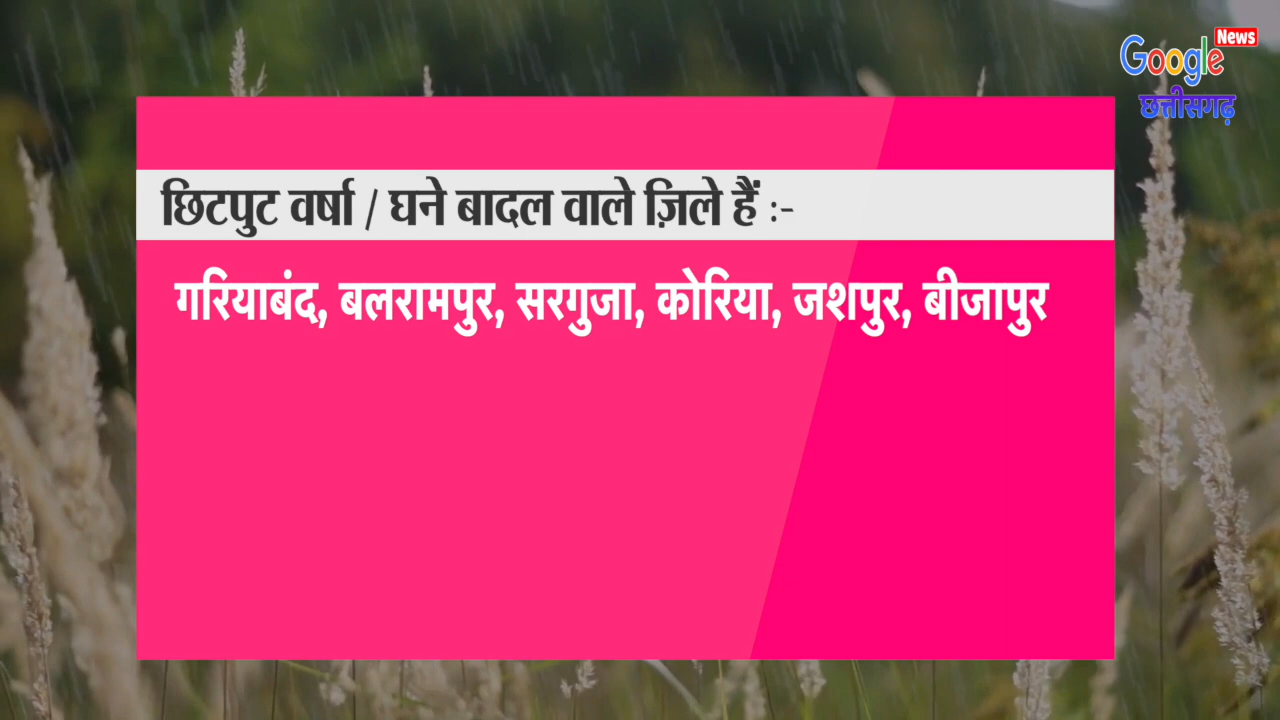 Google News
छत्तीसगढ़
छिटपुट वर्षा / घने बादल वाले ज़िले हैं :-
गरियाबंद, बलरामपुर, सरगुजा, कोरिया, जशपुर, बीजापुर